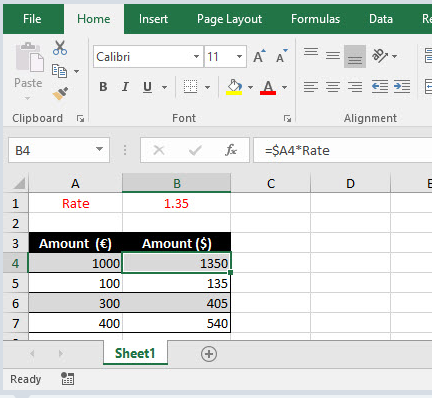 File Home Insert Page Layout Formulas Data Re
Paste Calibri 11 A A
B I U A
Clipboard Font Alignment
B4 fx =$A4*Rate
A B C D E
1 Rate 1.35
2
3 Amount (€) Amount ($)
4 1000 1350
5 100 135
6 300 405
7 400 540
Sheet1
Ready